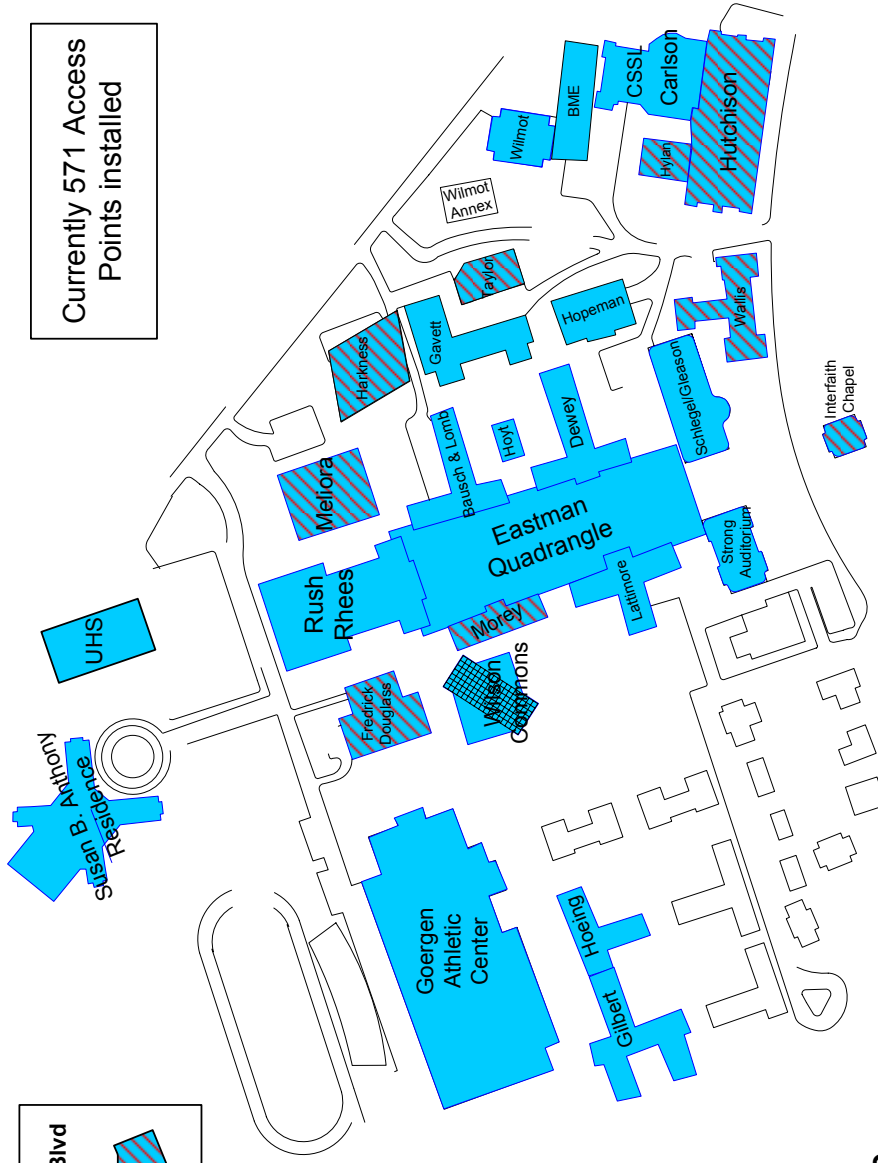 Currently 571 Access
Points installed
CSSL
Carlson
BME
Wilmot
Hylan
Hutchison
Wilmot
Annex
Taylor
Gavett
Harkness
Hopeman
Wallis
Meliora
Bausch & Lomb
Hoyt
Dewey
Schlegel/Gleason
Interfaith
Chapel
Eastman
Quadrangle
Rush
Rhees
Strong
Auditorium
Lattimore
Morey
UHS
Fredrick
Douglass
Wilson
Commons
Susan B. Anthony
Residence
Goergen
Athletic
Center
Hoeing
Gilbert
Blvd